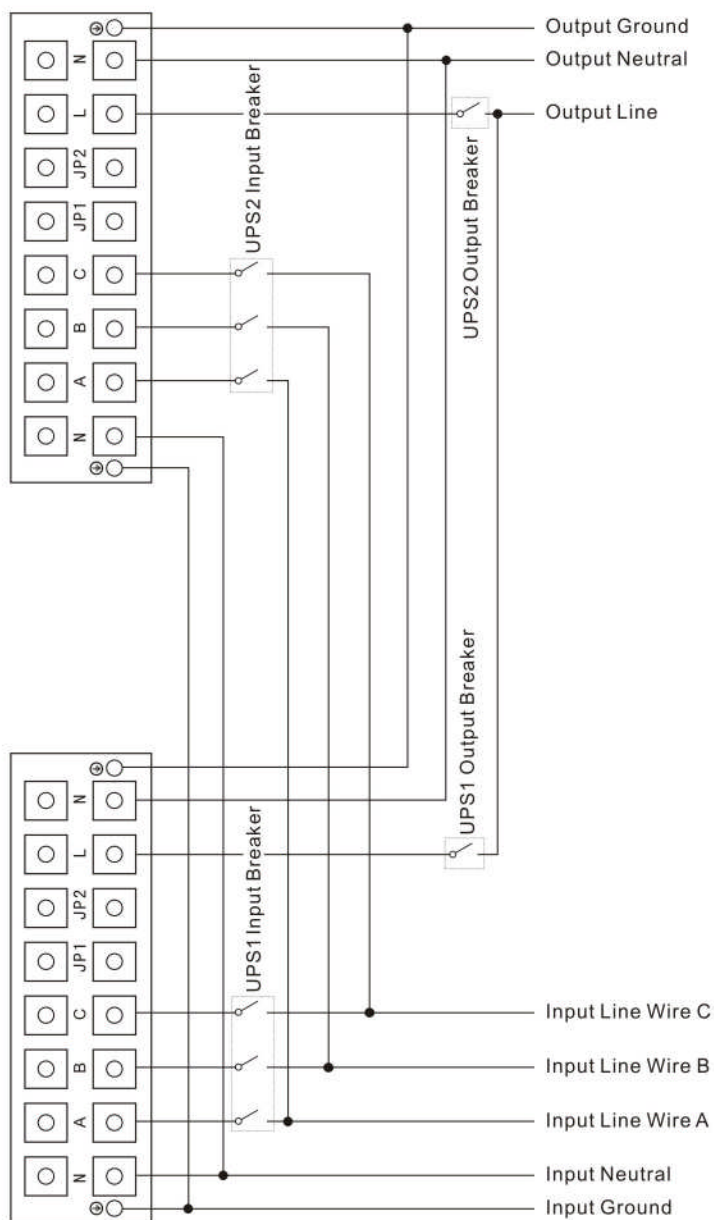 Output Ground
N
Output Neutral
L
Output Line
JP2
JP1
C
B
A
N
UPS2 Input Breaker
UPS2 Output Breaker
N
L
JP2
JP1
C
B
A
N
UPS1 Input Breaker
UPS1 Output Breaker
Input Line Wire C
Input Line Wire B
Input Line Wire A
Input Neutral
Input Ground